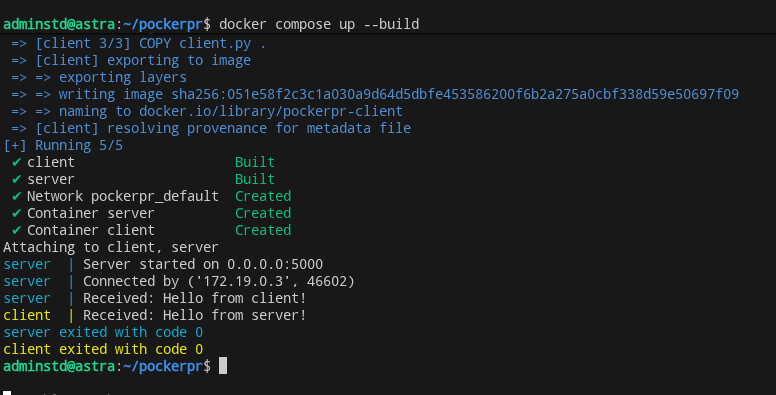 adminstd@astra:~/pockerpr$ docker compose up --build
=> [client 3/3] COPY client.py .
=> [client] exporting to image
=> => exporting layers
=> => writing image sha256:051e58f2c3c1a030a9d64d5dbfe453586200f6b2a275a0cbf338d59e50697f09
=> => naming to docker.io/library/pockerpr-client
=> [client] resolving provenance for metadata file
[+] Running 5/5
✔ client Built
✔ server Built
✔ Network pockerpr_default Created
✔ Container server Created
✔ Container client Created
Attaching to client, server
server | Server started on 0.0.0.0:5000
server | Connected by ('172.19.0.3', 46602)
server | Received: Hello from client!
client | Received: Hello from server!
server exited with code 0
client exited with code 0
adminstd@astra:~/pockerpr$